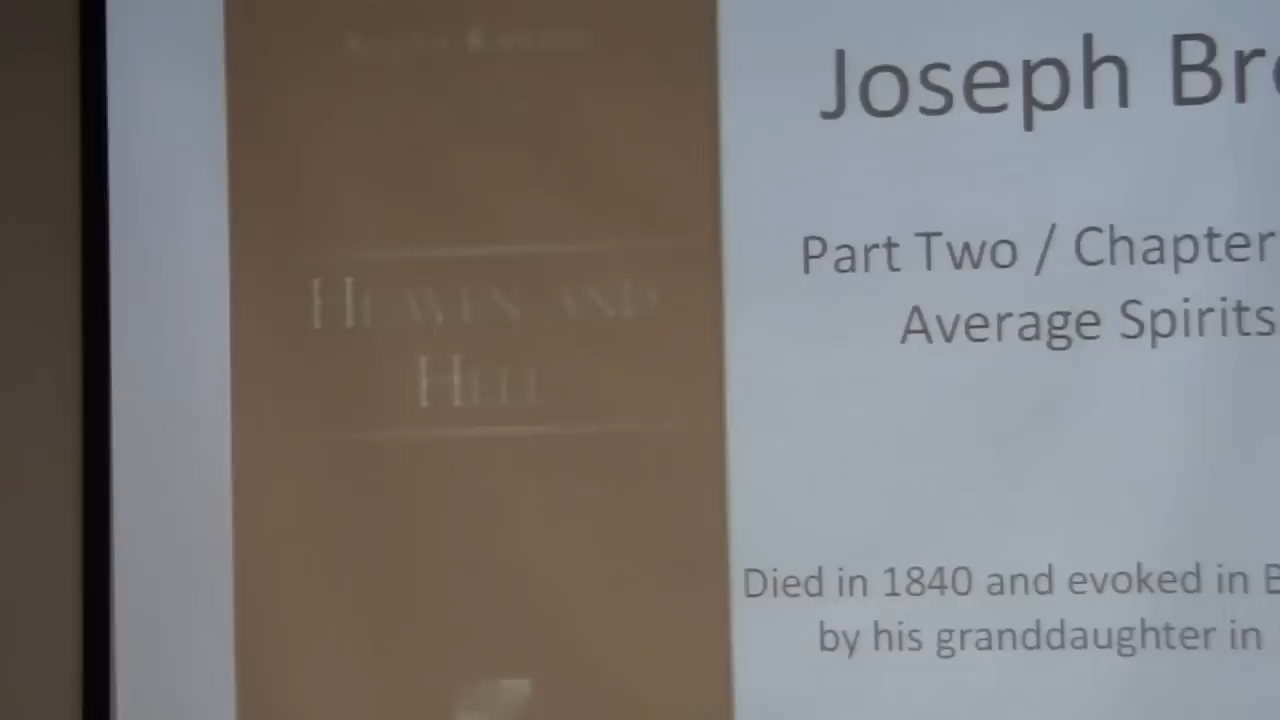 HEAVEN AND
HELL
Joseph Br
Part Two / Chapter
Average Spirits
Died in 1840 and evoked in B
by his granddaughter in